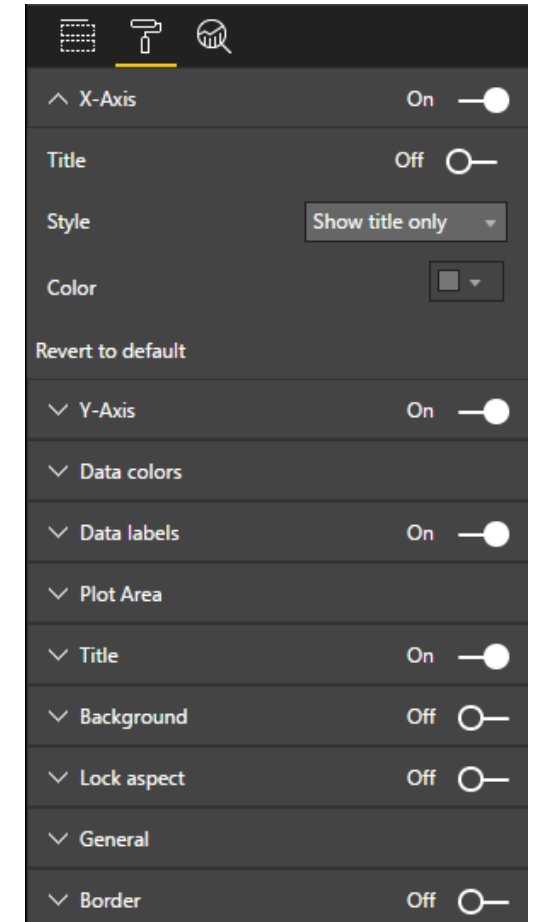 X-Axis On
Title Off
Style Show title only
Color
Revert to default
Y-Axis On
Data colors
Data labels On
Plot Area
Title On
Background Off
Lock aspect Off
General
Border Off